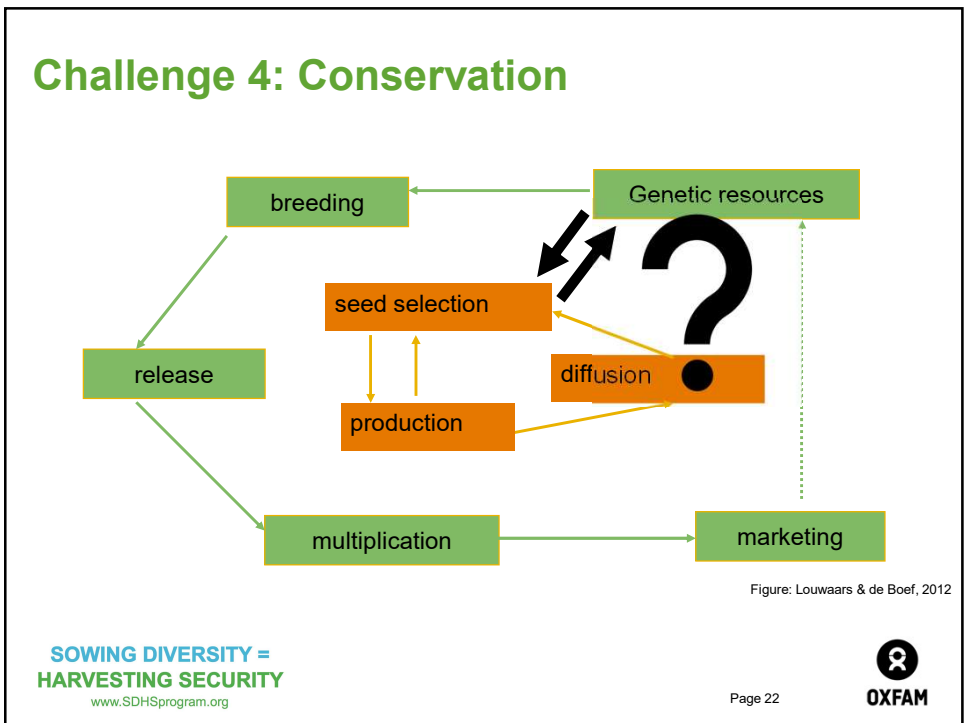 Challenge 4: Conservation
breeding
Genetic resources
seed selection
release
diffusion
production
multiplication
marketing
?
Figure: Louwaars & de Boef, 2012
SOWING DIVERSITY =
HARVESTING SECURITY
www.SDHSprogram.org
Page 22
OXFAM